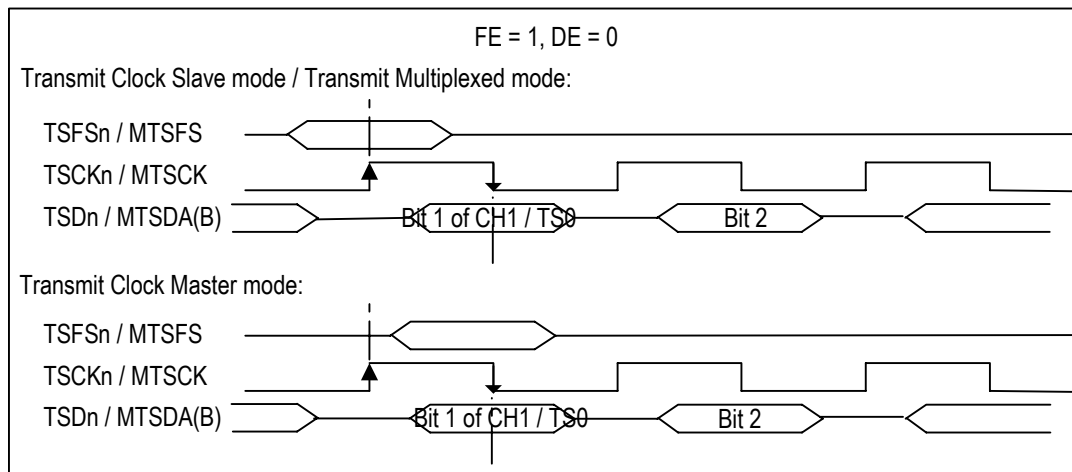 FE = 1, DE = 0
Transmit Clock Slave mode / Transmit Multiplexed mode:
TSFSn / MTSFS
TSCKn / MTSCK
TSDn / MTSDA(B)
Bit 1 of CH1 / TS0
Bit 2
Transmit Clock Master mode:
TSFSn / MTSFS
TSCKn / MTSCK
TSDn / MTSDA(B)
Bit 1 of CH1 / TS0
Bit 2